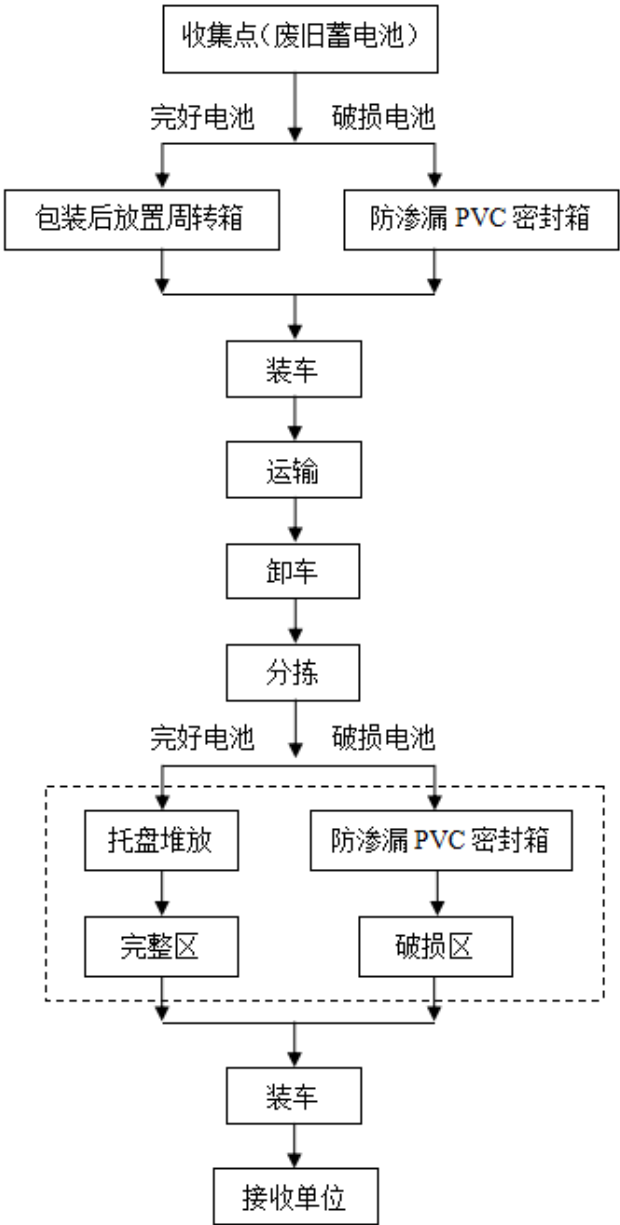 收集点（废旧蓄电池）
完好电池
破损电池
包装后放置周转箱
防渗漏 PVC 密封箱
装车
运输
卸车
分拣
完好电池
破损电池
托盘堆放
防渗漏 PVC 密封箱
完整区
破损区
装车
接收单位